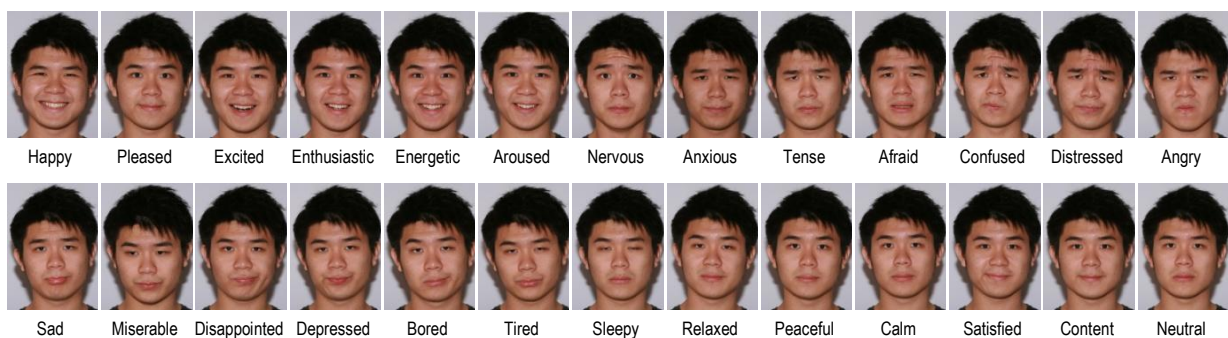 Happy Pleased Excited Enthusiastic Energetic Aroused Nervous Anxious Tense Afraid Confused Distressed Angry
Sad Miserable Disappointed Depressed Bored Tired Sleepy Relaxed Peaceful Calm Satisfied Content Neutral